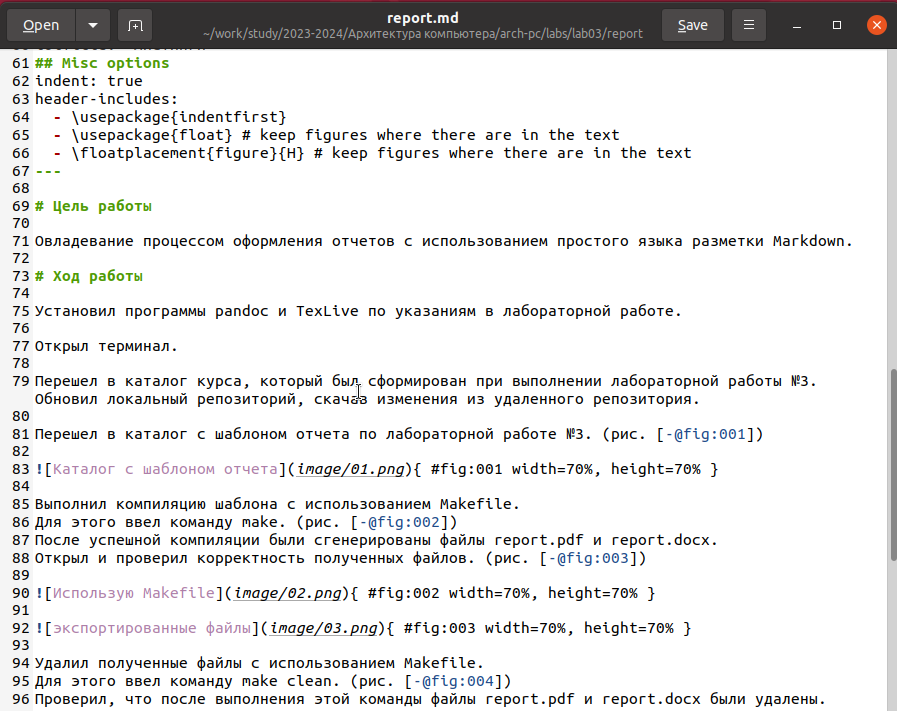 Open
report.md
~/work/study/2023-2024/Архитектура компьютера/arch-pc/labs/lab03/report
Save
61 ## Misc options
62 indent: true
63 header-includes:
64   - \usepackage{indentfirst}
65   - \usepackage{float} # keep figures where there are in the text
66   - \floatplacement{figure}{H} # keep figures where there are in the text
67 ---
68
69 # Цель работы
70
71 Овладевание процессом оформления отчетов с использованием простого языка разметки Markdown.
72
73 # Ход работы
74
75 Установил программы pandoc и TexLive по указаниям в лабораторной работе.
76
77 Открыл терминал.
78
79 Перешел в каталог курса, который был сформирован при выполнении лабораторной работы №3.
Обновил локальный репозиторий, скачав изменения из удаленного репозитория.
80
81 Перешел в каталог с шаблоном отчета по лабораторной работе №3. (рис. [-@fig:001])
82
83 ![Каталог с шаблоном отчета](image/01.png){ #fig:001 width=70%, height=70% }
84
85 Выполнил компиляцию шаблона с использованием Makefile.
86 Для этого ввел команду make. (рис. [-@fig:002])
87 После успешной компиляции были сгенерированы файлы report.pdf и report.docx.
88 Открыл и проверил корректность полученных файлов. (рис. [-@fig:003])
89
90 ![Использую Makefile](image/02.png){ #fig:002 width=70%, height=70% }
91
92 ![экспортированные файлы](image/03.png){ #fig:003 width=70%, height=70% }
93
94 Удалил полученные файлы с использованием Makefile.
95 Для этого ввел команду make clean. (рис. [-@fig:004])
96 Проверил, что после выполнения этой команды файлы report.pdf и report.docx были удалены.